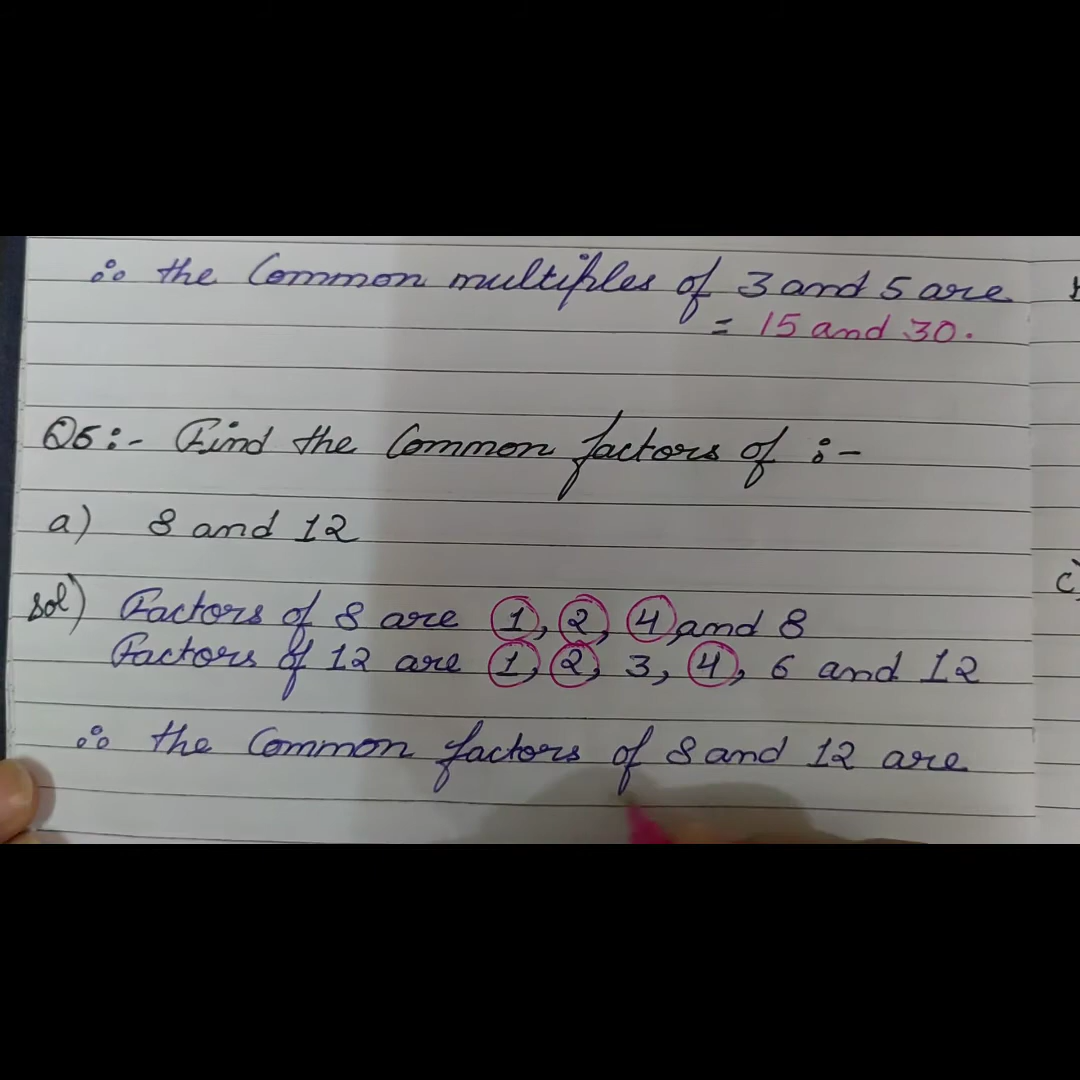 ∴ the Common multiples of 3 and 5 are
= 15 and 30.
Q5:- Find the Common factors of :-
a) 8 and 12
sol) Factors of 8 are 1, 2, 4 and 8
Factors of 12 are 1, 2, 3, 4, 6 and 12
∴ the Common factors of 8 and 12 are
c)